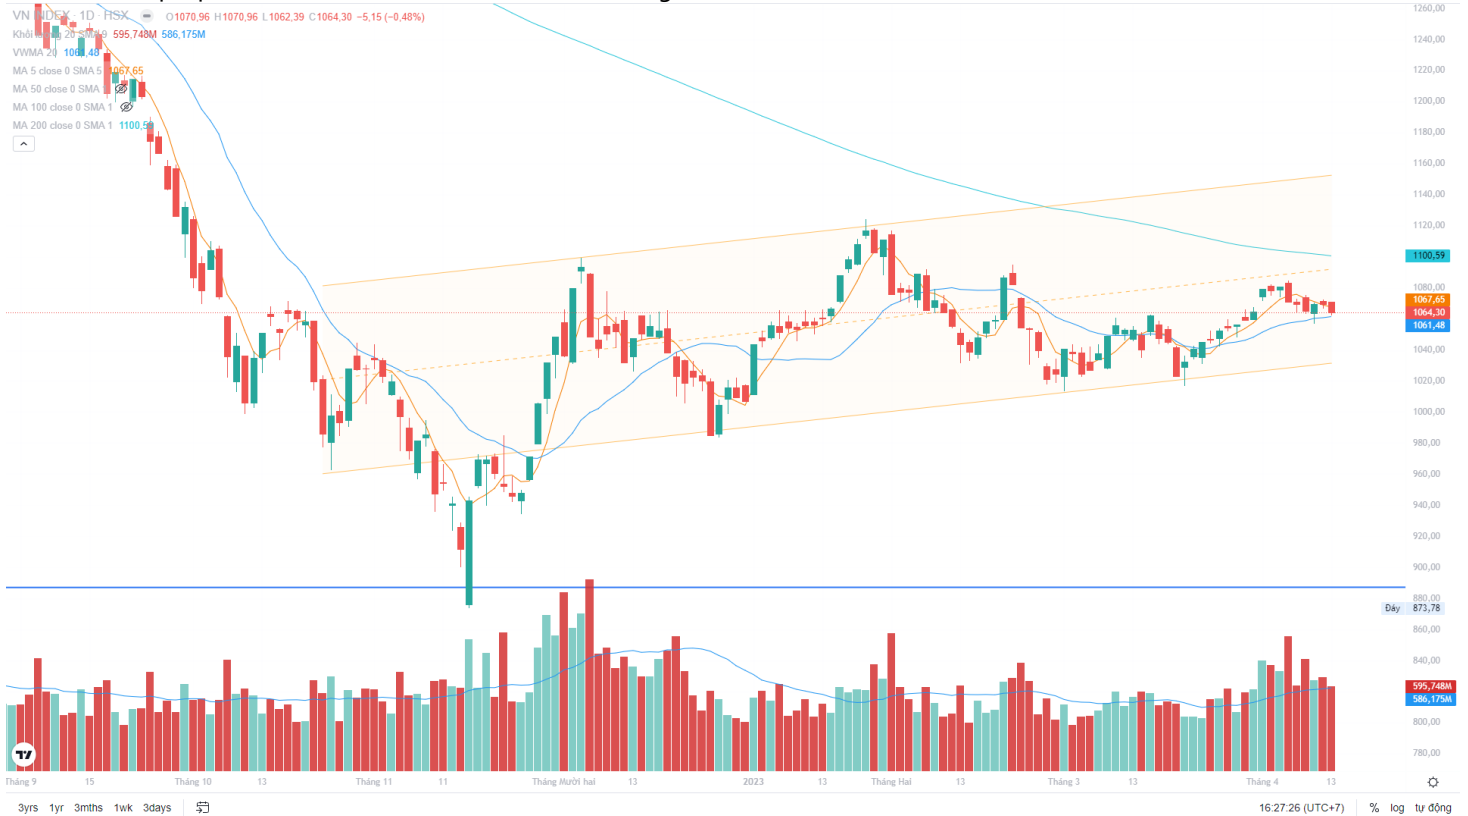 VN INDEX · 1D · HSX O1070,96 H1070,96 L1062,39 C1064,30 −5,15 (−0,48%)
20 SMA 9 595,748M 586,175M
VWMA 20 1061,48
MA 5 close 0 SMA 5 1067,65
MA 50 close 0 SMA
MA 100 close 0 SMA 1
MA 200 close 0 SMA 1 1100,59
1260,00
1240,00
1220,00
1200,00
1180,00
1160,00
1140,00
1120,00
1100,59
1080,00
1067,65
1064,30
1061,48
1040,00
1020,00
1000,00
980,00
960,00
940,00
920,00
900,00
880,00
Đáy 873,78
860,00
840,00
595,748M
586,175M
800,00
780,00
Tháng 9 15 Tháng 10 13 Tháng 11 11 Tháng Mười hai 13 2023 13 Tháng Hai 13 Tháng 3 13 Tháng 4 13
3yrs 1yr 3mths 1wk 3days 16:27:26 (UTC+7) % log tự động